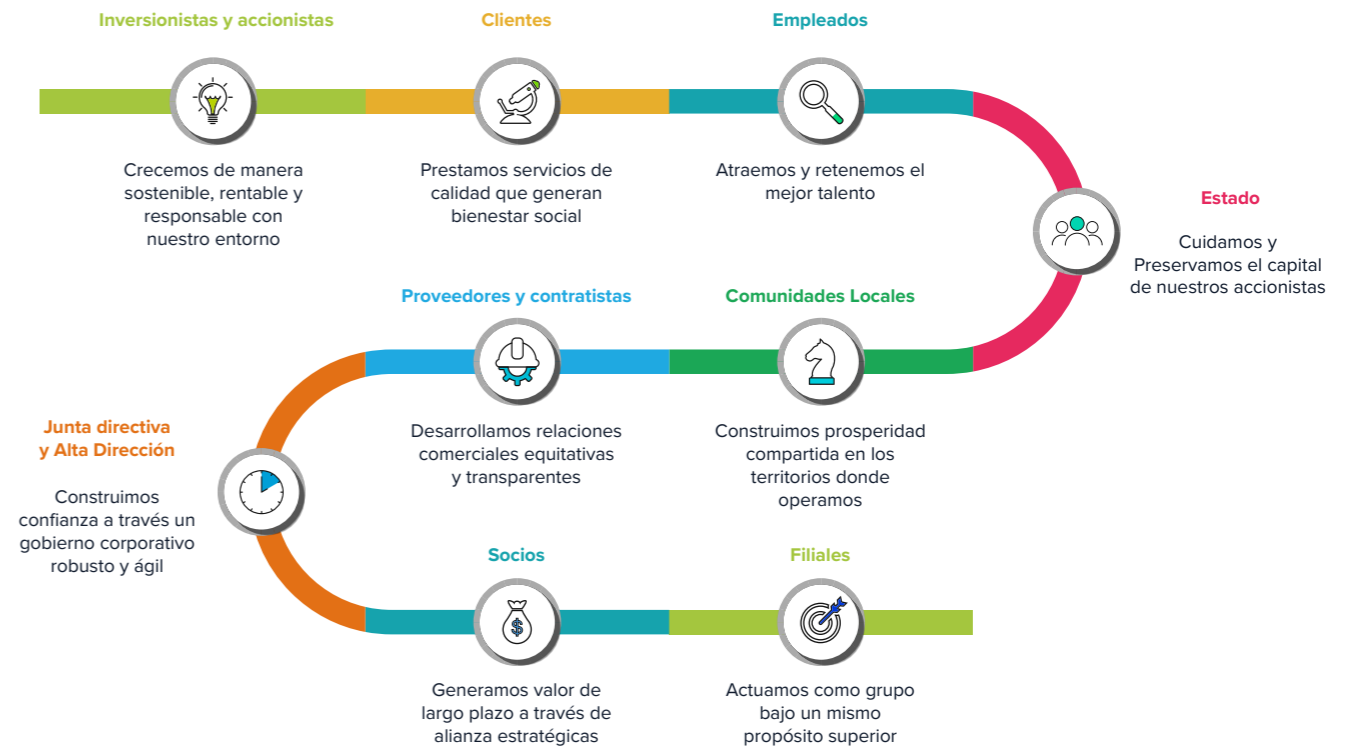 Inversionistas y accionistas
Crecemos de manera
sostenible, rentable y
responsable con
nuestro entorno
Clientes
Prestamos servicios de
calidad que generan
bienestar social
Empleados
Atraemos y retenemos el
mejor talento
Estado
Cuidamos y
Preservamos el capital
de nuestros accionistas
Comunidades Locales
Construimos prosperidad
compartida en los
territorios donde
operamos
Proveedores y contratistas
Desarrollamos relaciones
comerciales equitativas
y transparentes
Junta directiva
y Alta Dirección
Construimos
confianza a través un
gobierno corporativo
robusto y ágil
Socios
$
Generamos valor de
largo plazo a través de
alianza estratégicas
Filiales
Actuamos como grupo
bajo un mismo
propósito superior